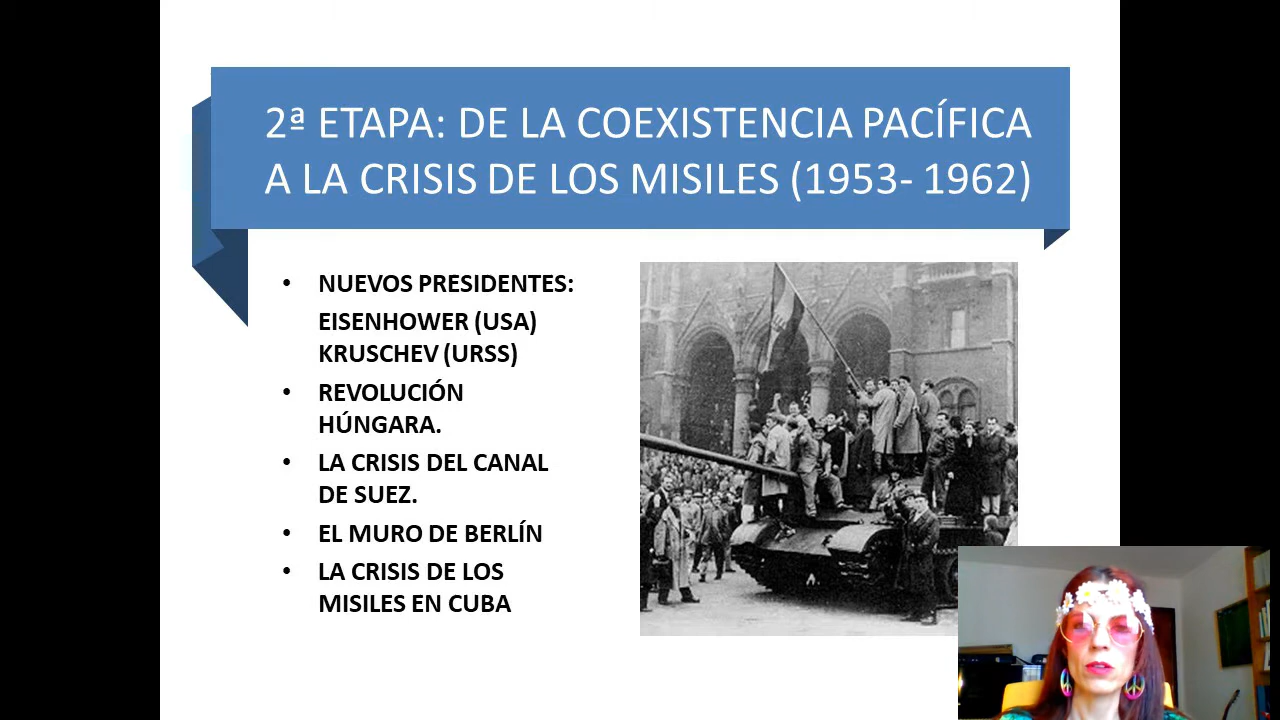 2ª ETAPA: DE LA COEXISTENCIA PACÍFICA
A LA CRISIS DE LOS MISILES (1953- 1962)
• NUEVOS PRESIDENTES:
EISENHOWER (USA)
KRUSCHEV (URSS)
• REVOLUCIÓN
HÚNGARA.
• LA CRISIS DEL CANAL
DE SUEZ.
• EL MURO DE BERLÍN
• LA CRISIS DE LOS
MISILES EN CUBA